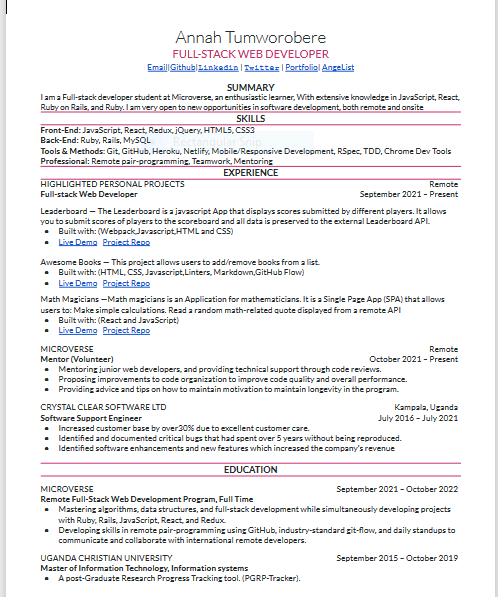 Annah Tumworobere
FULL-STACK WEB DEVELOPER
Email|Github|Linkedin | Twitter | Portfolio| AngeList
SUMMARY
I am a Full-stack developer student at Microverse, an enthusiastic learner, With extensive knowledge in JavaScript, React,
Ruby on Rails, and Ruby. I am very open to new opportunities in software development, both remote and onsite
SKILLS
Front-End: JavaScript, React, Redux, jQuery, HTML5, CSS3
Back-End: Ruby, Rails, MySQL
Rectangular Snip
Tools & Methods: Git, GitHub, Heroku, Netlify, Mobile/Responsive Development, RSpec, TDD, Chrome Dev Tools
Professional: Remote pair-programming, Teamwork, Mentoring
EXPERIENCE
HIGHLIGHTED PERSONAL PROJECTS Remote
Full-stack Web Developer September 2021 – Present
Leaderboard — The Leaderboard is a javascript App that displays scores submitted by different players. It allows
you to submit scores of players to the scoreboard and all data is preserved to the external Leaderboard API.
• Built with: (Webpack,Javascript,HTML and CSS)
• Live Demo Project Repo
Awesome Books — This project allows users to add/remove books from a list.
• Built with: (HTML, CSS, Javascript,Linters, Markdown,GitHub Flow)
• Live Demo Project Repo
Math Magicians —Math magicians is an Application for mathematicians. It is a Single Page App (SPA) that allows
users to: Make simple calculations. Read a random math-related quote displayed from a remote API
• Built with: (React and JavaScript)
• Live Demo Project Repo
MICROVERSE Remote
Mentor (Volunteer) October 2021 – Present
• Mentoring junior web developers, and providing technical support through code reviews.
• Proposing improvements to code organization to improve code quality and overall performance.
• Providing advice and tips on how to maintain motivation to maintain longevity in the program.
CRYSTAL CLEAR SOFTWARE LTD Kampala, Uganda
Software Support Engineer July 2016 – July 2021
• Increased customer base by over30% due to excellent customer care.
• Identified and documented critical bugs that had spent over 5 years without being reproduced.
• Identified software enhancements and new features which increased the company's revenue
EDUCATION
MICROVERSE September 2021 – October 2022
Remote Full-Stack Web Development Program, Full Time
• Mastering algorithms, data structures, and full-stack development while simultaneously developing projects
with Ruby, Rails, JavaScript, React, and Redux.
• Developing skills in remote pair-programming using GitHub, industry-standard git-flow, and daily standups to
communicate and collaborate with international remote developers.
UGANDA CHRISTIAN UNIVERSITY September 2015 – October 2019
Master of Information Technology, Information systems
• A post-Graduate Research Progress Tracking tool. (PGRP-Tracker).